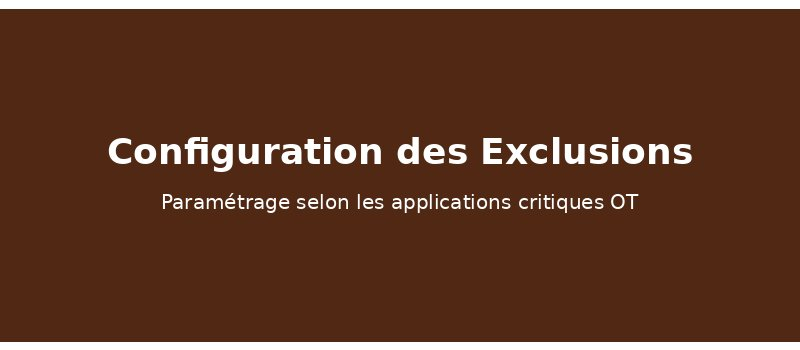 Configuration des Exclusions
Paramétrage selon les applications critiques OT